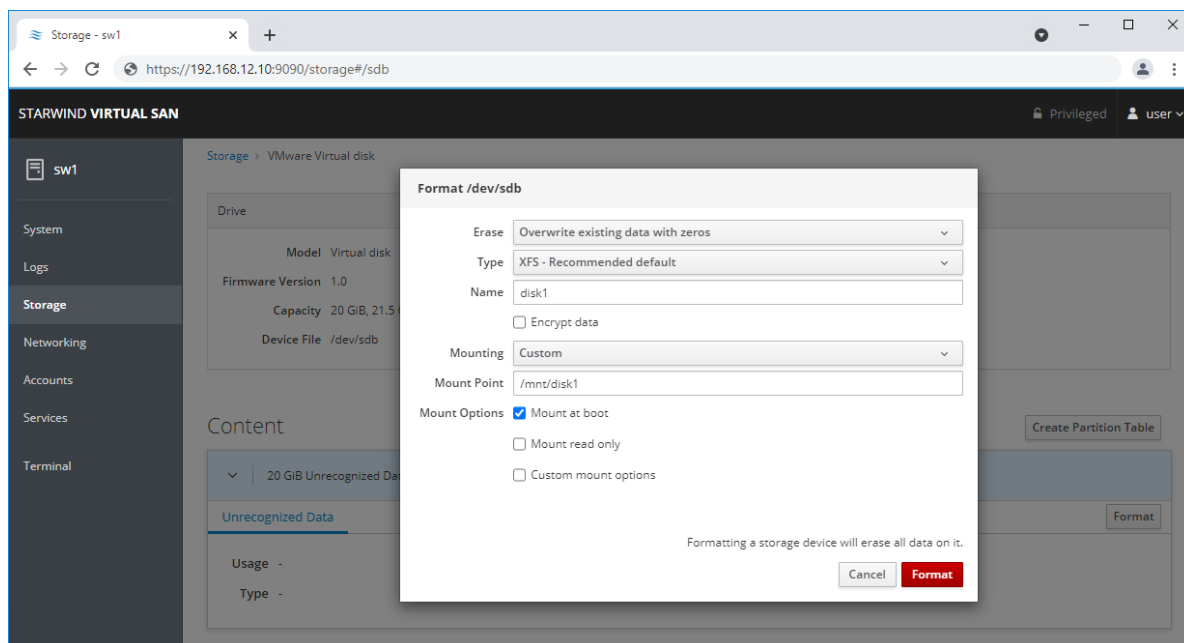 Storage - sw1
https://192.168.12.10:9090/storage#/sdb
STARWIND VIRTUAL SAN
Privileged
user
sw1
System
Logs
Storage
Networking
Accounts
Services
Terminal
Storage > VMware Virtual disk
Drive
Model Virtual disk
Firmware Version 1.0
Capacity 20 GiB, 21.5
Device File /dev/sdb
Content
Create Partition Table
20 GiB Unrecognized
Unrecognized Data
Format
Usage -
Type -
Format /dev/sdb
Erase Overwrite existing data with zeros
Type XFS - Recommended default
Name disk1
Encrypt data
Mounting Custom
Mount Point /mnt/disk1
Mount Options Mount at boot
Mount read only
Custom mount options
Formatting a storage device will erase all data on it.
Cancel Format